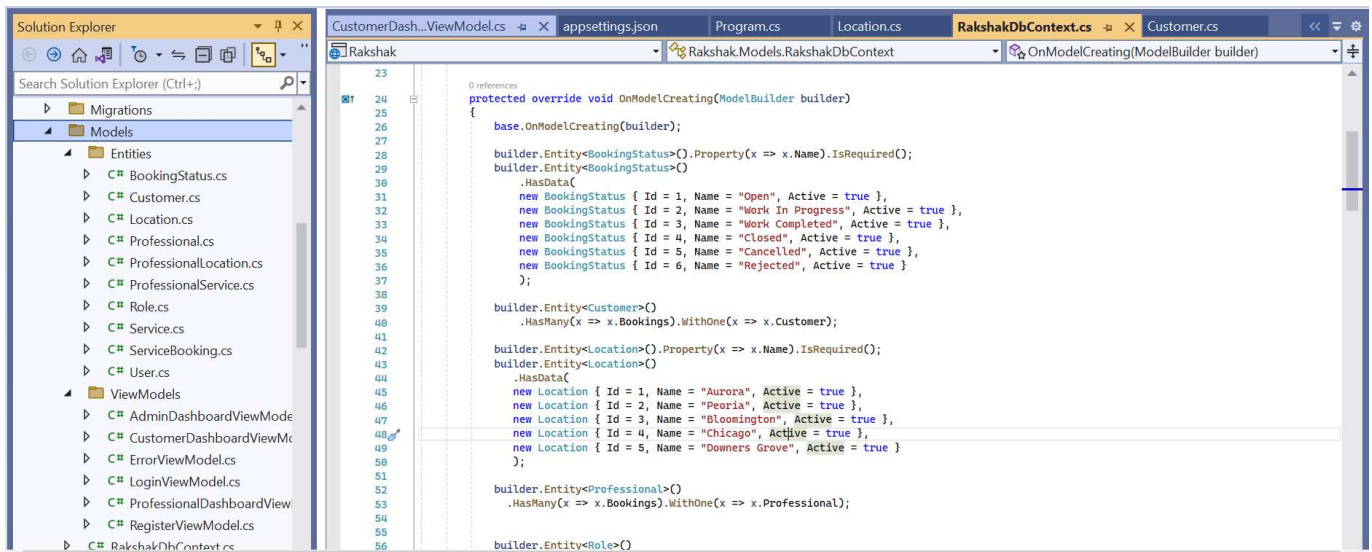 Solution Explorer
Search Solution Explorer (Ctrl+;)
Migrations
Models
Entities
C# BookingStatus.cs
C# Customer.cs
C# Location.cs
C# Professional.cs
C# ProfessionalLocation.cs
C# ProfessionalService.cs
C# Role.cs
C# Service.cs
C# ServiceBooking.cs
C# User.cs
ViewModels
C# AdminDashboardViewMode
C# CustomerDashboardViewMo
C# ErrorViewModel.cs
C# LoginViewModel.cs
C# ProfessionalDashboardView
C# RegisterViewModel.cs
C# RakshakDbContext.cs
CustomerDash...ViewModel.cs appsettings.json Program.cs Location.cs RakshakDbContext.cs Customer.cs
Rakshak Rakshak.Models.RakshakDbContext OnModelCreating(ModelBuilder builder)
23
0 references
24 protected override void OnModelCreating(ModelBuilder builder)
25 {
26 base.OnModelCreating(builder);
27
28 builder.Entity<BookingStatus>().Property(x => x.Name).IsRequired();
29 builder.Entity<BookingStatus>()
30 .HasData(
31 new BookingStatus { Id = 1, Name = "Open", Active = true },
32 new BookingStatus { Id = 2, Name = "Work In Progress", Active = true },
33 new BookingStatus { Id = 3, Name = "Work Completed", Active = true },
34 new BookingStatus { Id = 4, Name = "Closed", Active = true },
35 new BookingStatus { Id = 5, Name = "Cancelled", Active = true },
36 new BookingStatus { Id = 6, Name = "Rejected", Active = true }
37 );
38
39 builder.Entity<Customer>()
40 .HasMany(x => x.Bookings).WithOne(x => x.Customer);
41
42 builder.Entity<Location>().Property(x => x.Name).IsRequired();
43 builder.Entity<Location>()
44 .HasData(
45 new Location { Id = 1, Name = "Aurora", Active = true },
46 new Location { Id = 2, Name = "Peoria", Active = true },
47 new Location { Id = 3, Name = "Bloomington", Active = true },
48 new Location { Id = 4, Name = "Chicago", Active = true },
49 new Location { Id = 5, Name = "Downers Grove", Active = true }
50 );
51
52 builder.Entity<Professional>()
53 .HasMany(x => x.Bookings).WithOne(x => x.Professional);
54
55
56 builder.Entity<Role>()